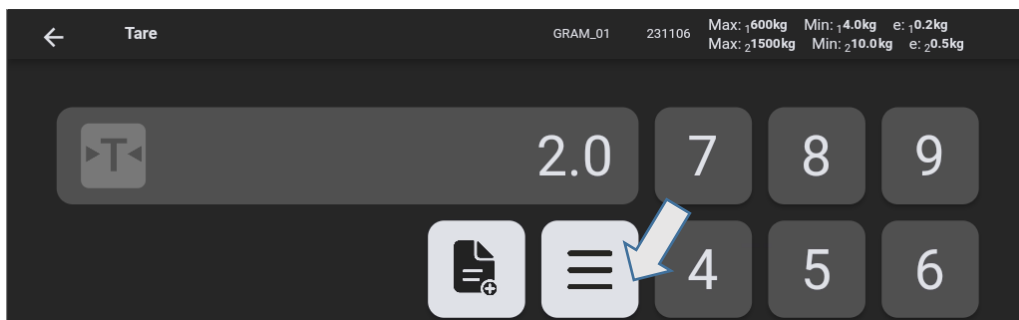 Tare GRAM_01 231106 Max: ₁600kg Min: ₁4.0kg e: ₁0.2kg
Max: ₂1500kg Min: ₂10.0kg e: ₂0.5kg
T 2.0 7 8 9
4 5 6